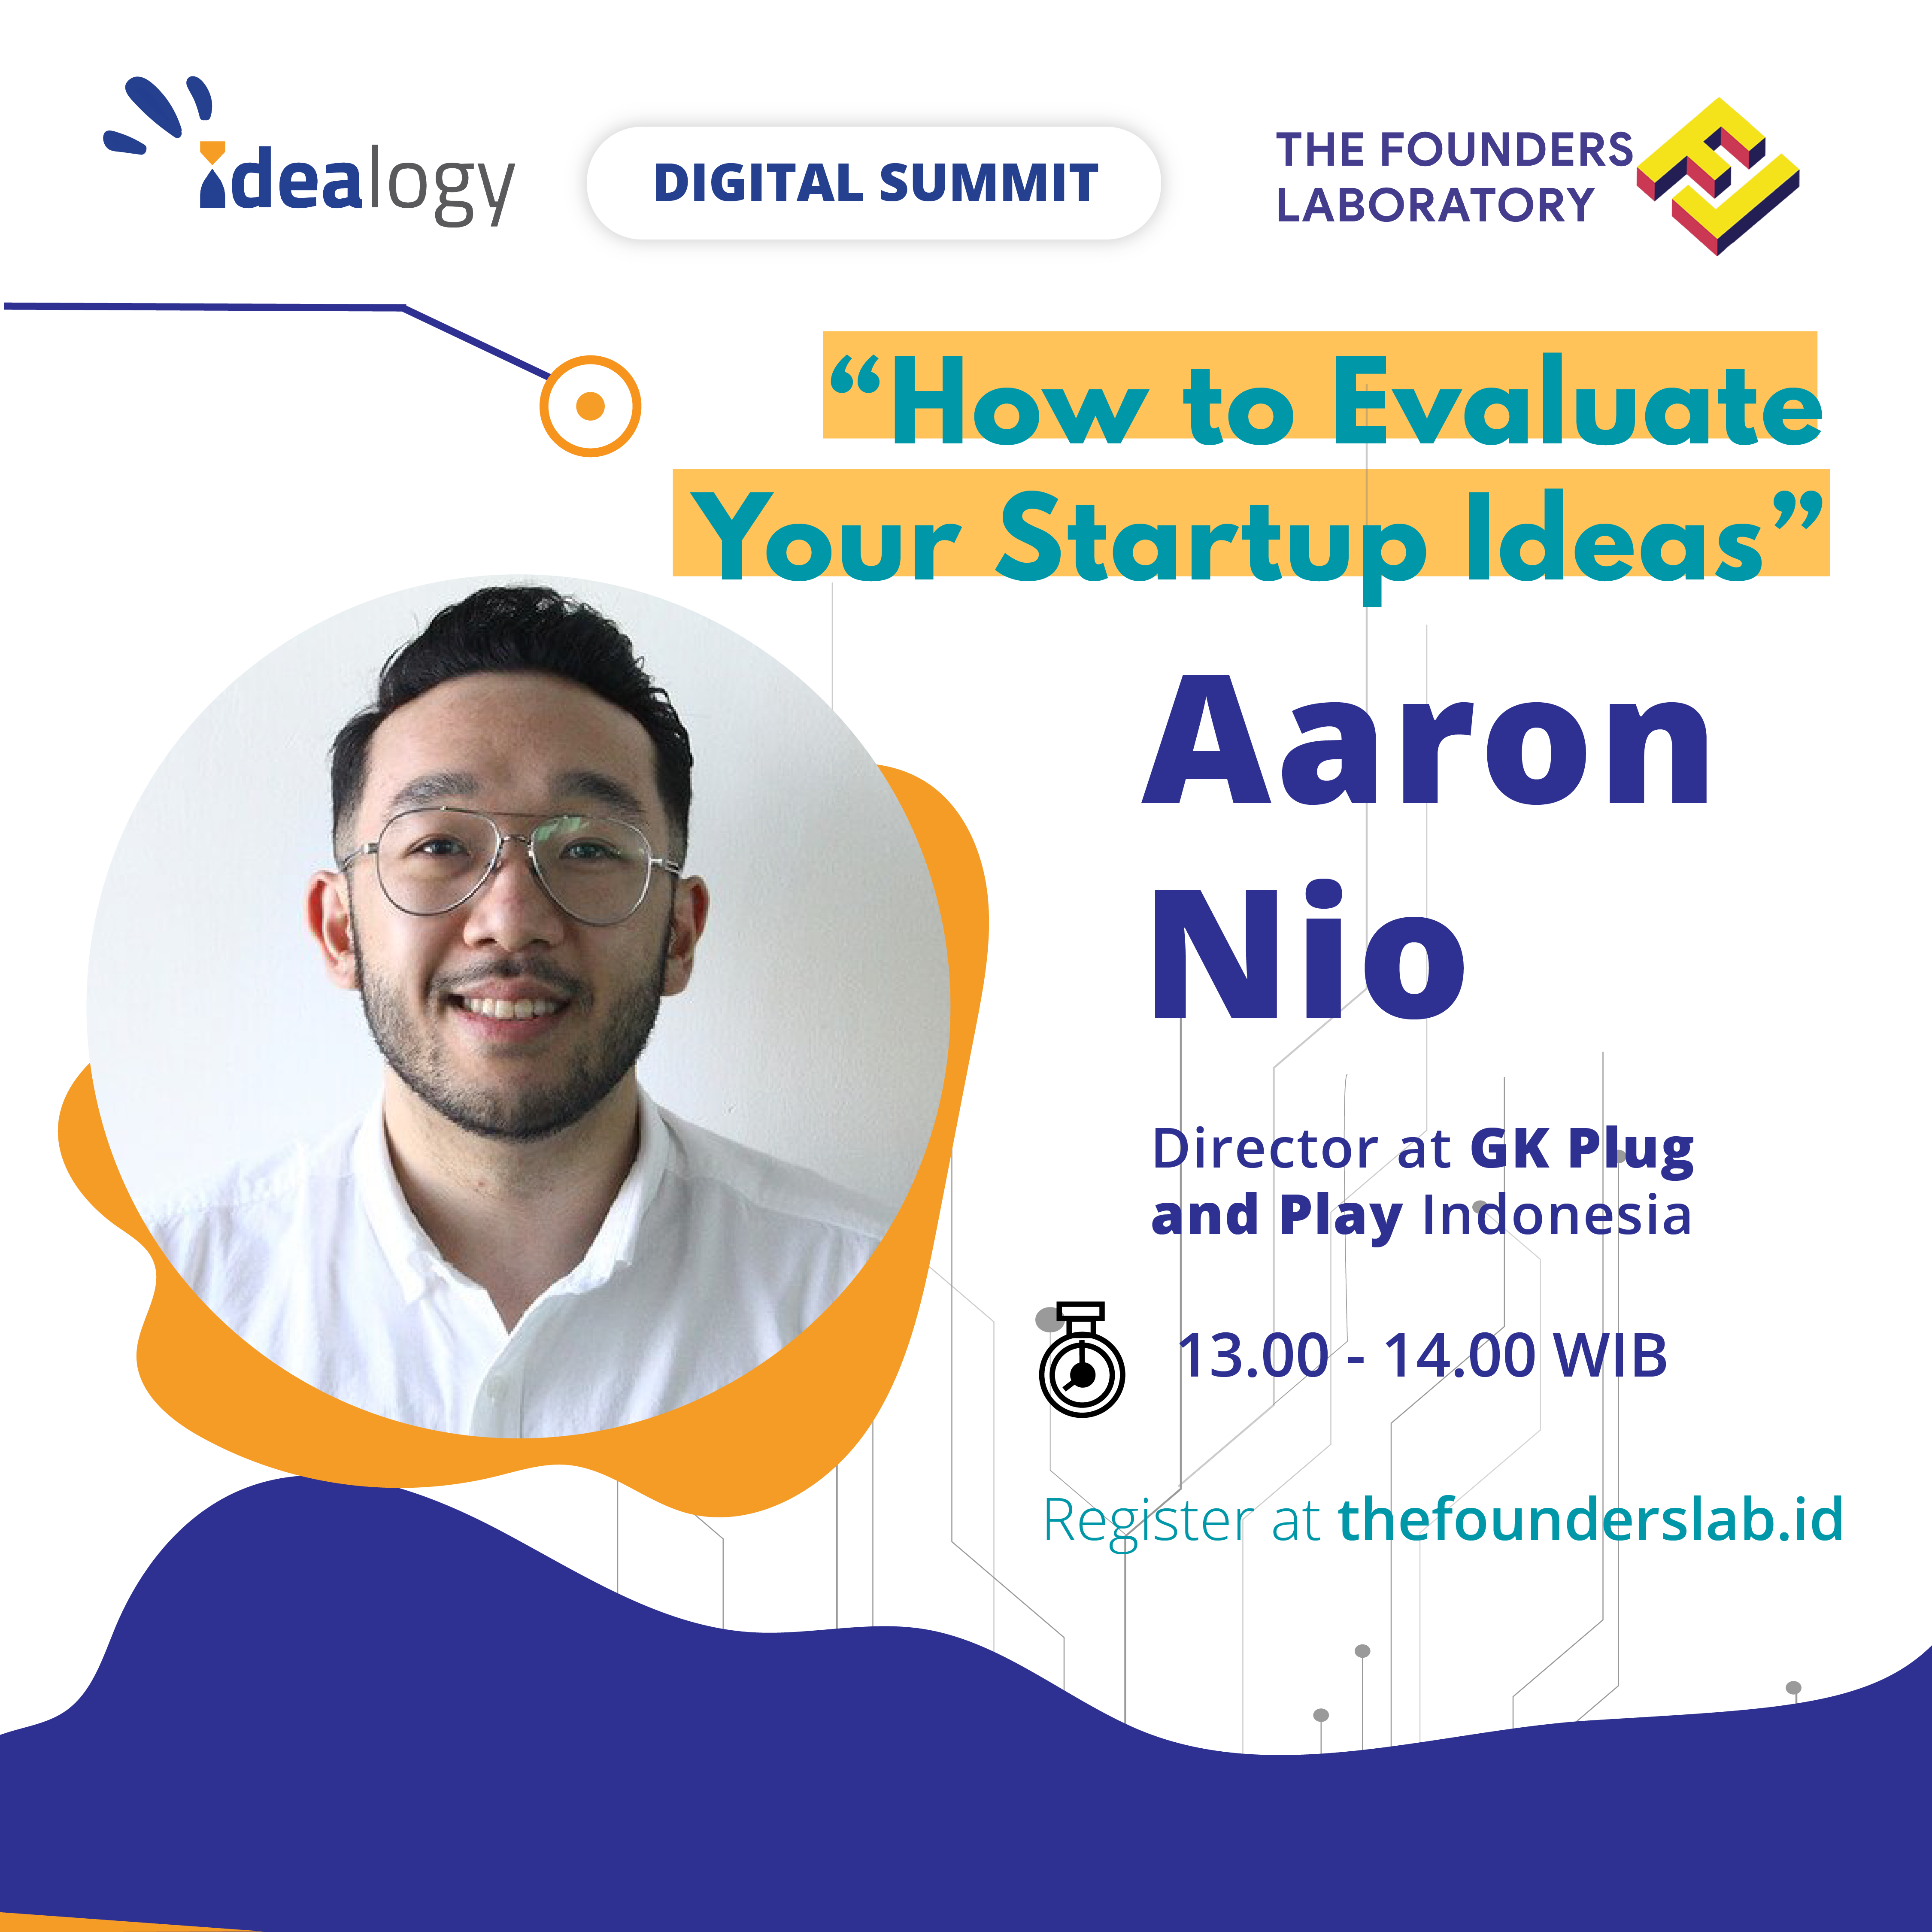 idealogy
DIGITAL SUMMIT
THE FOUNDERS
LABORATORY
“How to Evaluate
Your Startup Ideas”
Aaron
Nio
Director at GK Plug
and Play Indonesia
13.00 - 14.00 WIB
Register at thefounderslab.id